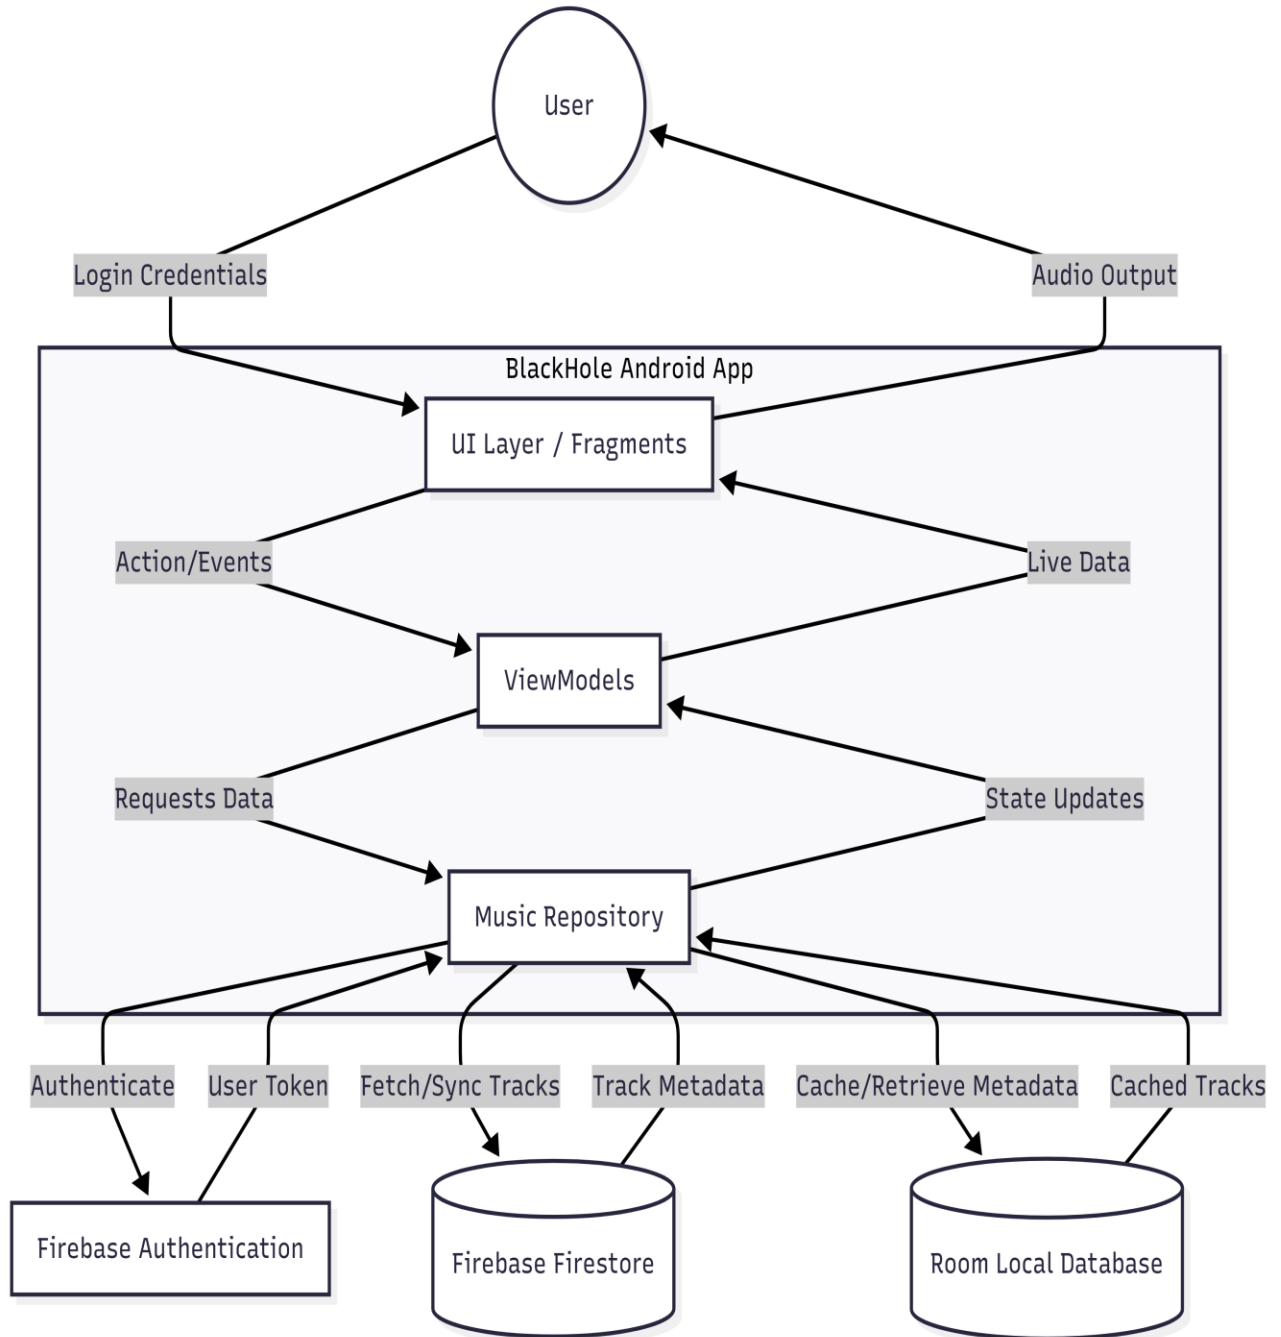 User
Login Credentials
Audio Output
BlackHole Android App
UI Layer / Fragments
Action/Events
Live Data
ViewModels
Requests Data
State Updates
Music Repository
Authenticate
User Token
Fetch/Sync Tracks
Track Metadata
Cache/Retrieve Metadata
Cached Tracks
Firebase Authentication
Firebase Firestore
Room Local Database